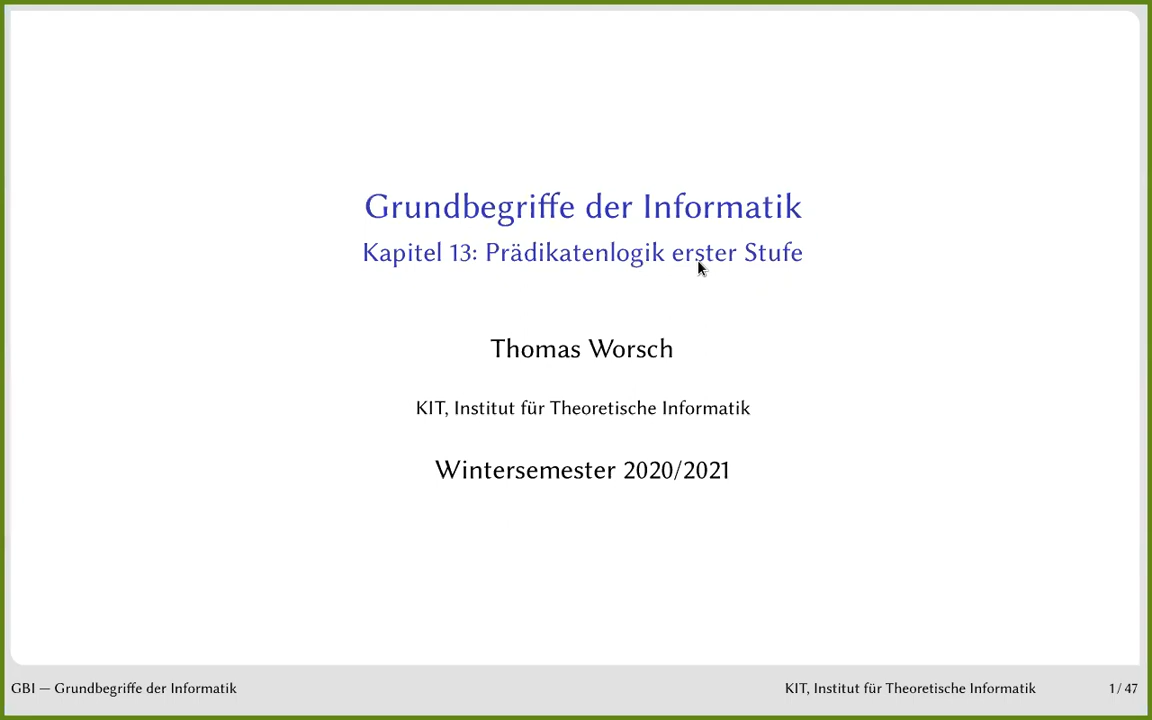 Grundbegriffe der Informatik
Kapitel 13: Prädikatenlogik erster Stufe
Thomas Worsch
KIT, Institut für Theoretische Informatik
Wintersemester 2020/2021
GBI — Grundbegriffe der Informatik
KIT, Institut für Theoretische Informatik
1 / 47